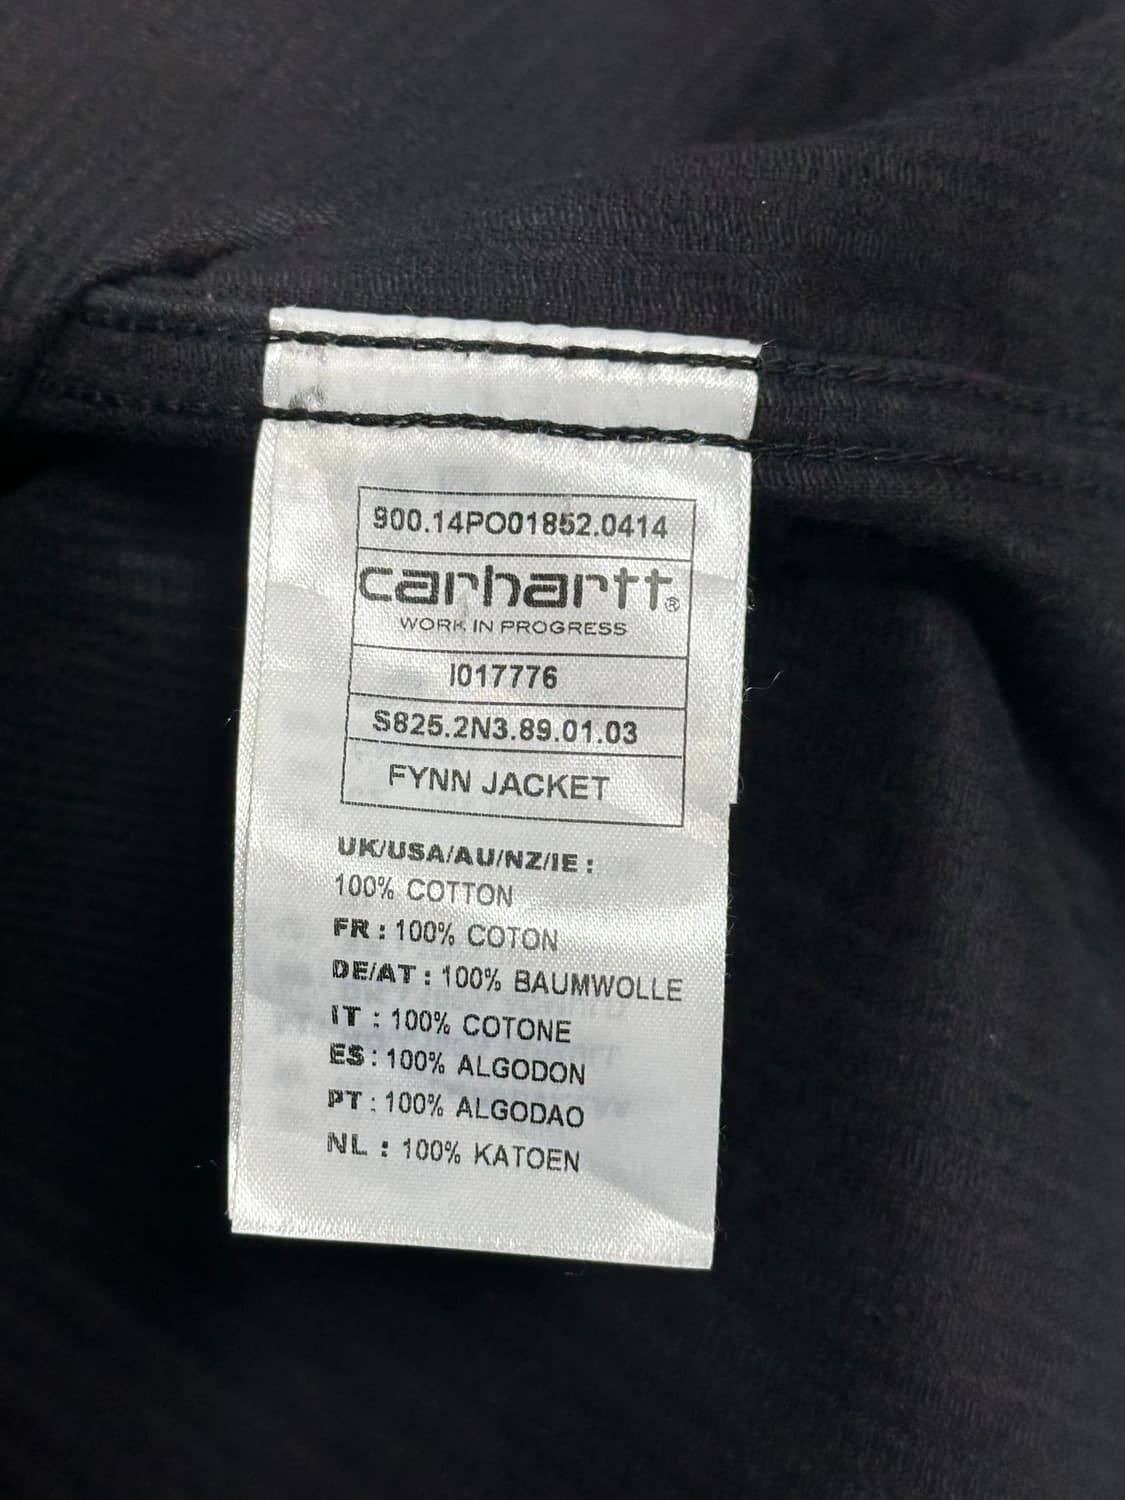 900.14PO01852.0414
carhartt®
WORK IN PROGRESS
I017776
S825.2N3.89.01.03
FYNN JACKET
UK/USA/AU/NZ/IE :
100% COTTON
FR : 100% COTON
DE/AT : 100% BAUMWOLLE
IT : 100% COTONE
ES : 100% ALGODON
PT : 100% ALGODAO
NL : 100% KATOEN